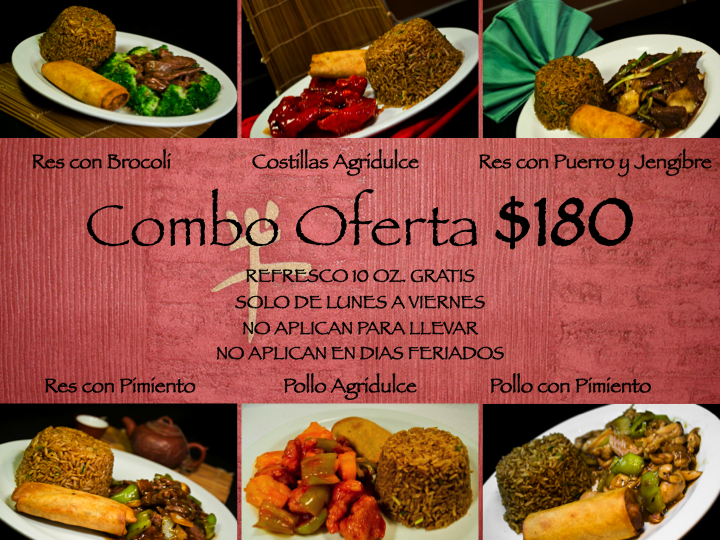 Res con Brocoli
Costillas Agridulce
Res con Puerro y Jengibre
Combo Oferta $180
REFRESCO 10 OZ. GRATIS
SOLO DE LUNES A VIERNES
NO APLICAN PARA LLEVAR
NO APLICAN EN DIAS FERIADOS
Res con Pimiento
Pollo Agridulce
Pollo con Pimiento